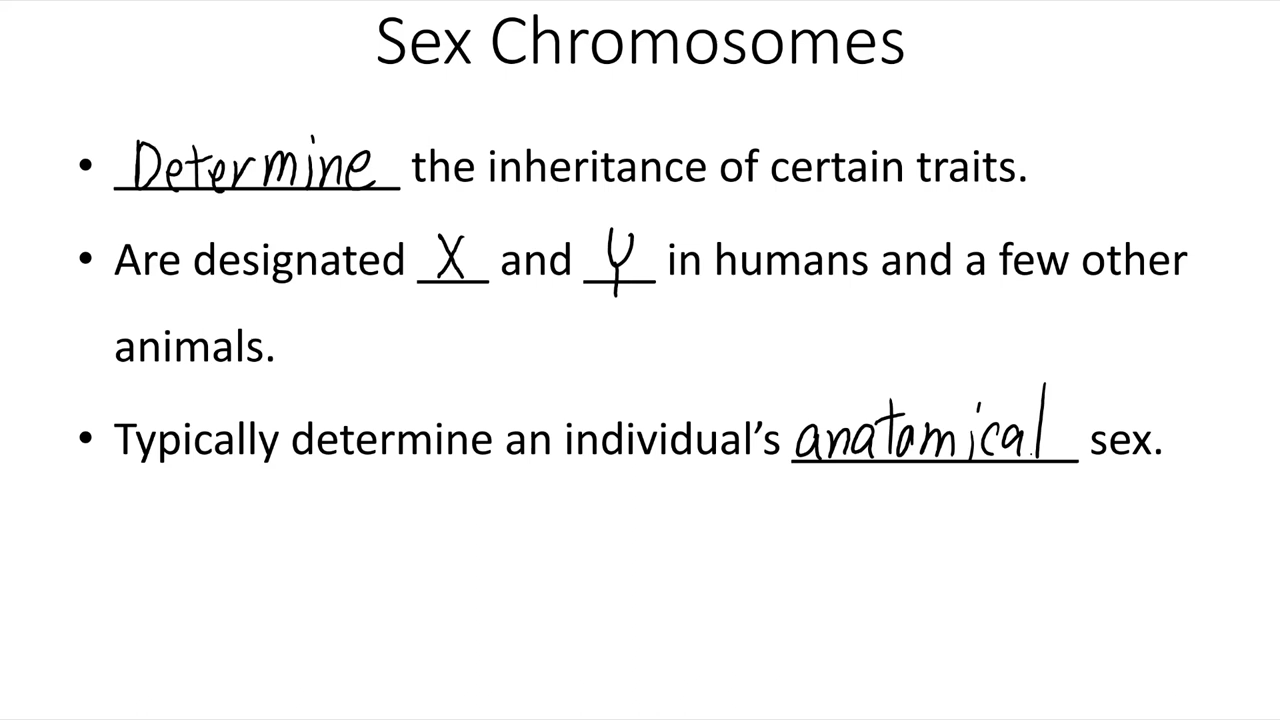 Sex Chromosomes
• Determine the inheritance of certain traits.
• Are designated X and Y in humans and a few other
animals.
• Typically determine an individual’s anatomical sex.